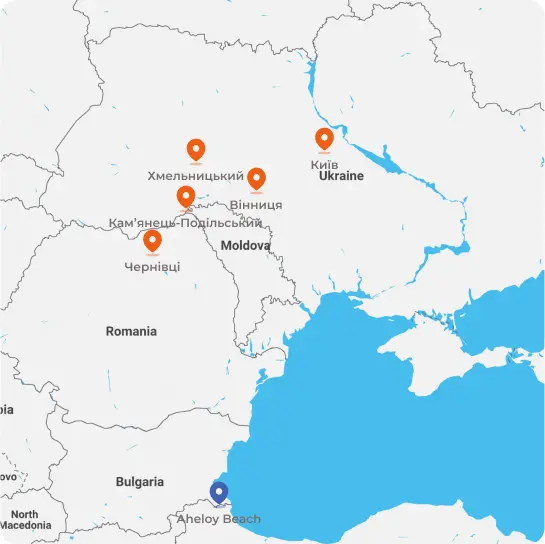 Київ
Хмельницький
Ukraine
Вінниця
Кам’янець-Подільський
Moldova
Чернівці
Romania
bia
Bulgaria
ovo
North
Macedonia
Aheloy Beach